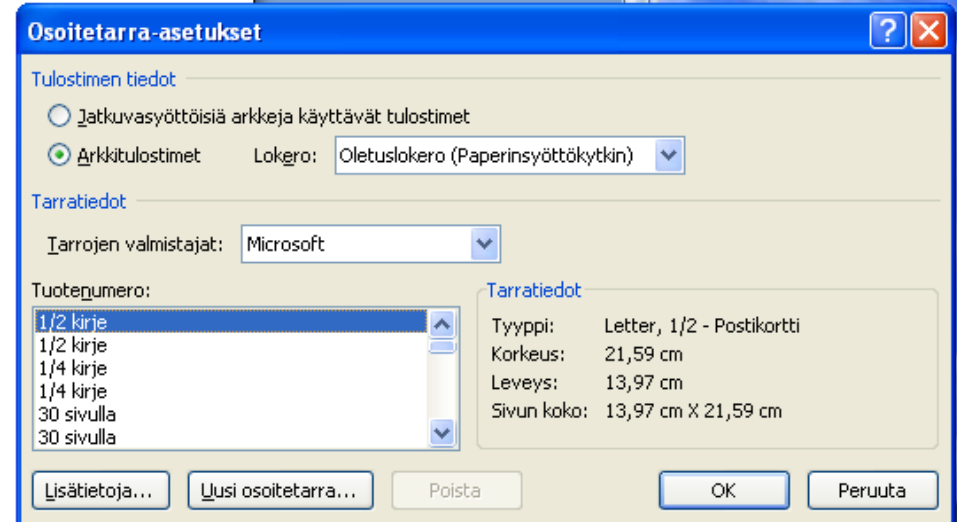 Osoitetarra-asetukset
Tulostimen tiedot
Jatkuvasyöttöisiä arkkeja käyttävät tulostimet
Arkkitulostimet Lokero: Oletuslokero (Paperinsyöttökytkin)
Tarratiedot
Tarrojen valmistajat: Microsoft
Tuotenumero:
1/2 kirje
1/2 kirje
1/4 kirje
1/4 kirje
30 sivulla
30 sivulla
Tarratiedot
Tyyppi: Letter, 1/2 - Postikortti
Korkeus: 21,59 cm
Leveys: 13,97 cm
Sivun koko: 13,97 cm X 21,59 cm
Lisätietoja... Uusi osoitetarra... Poista OK Peruuta